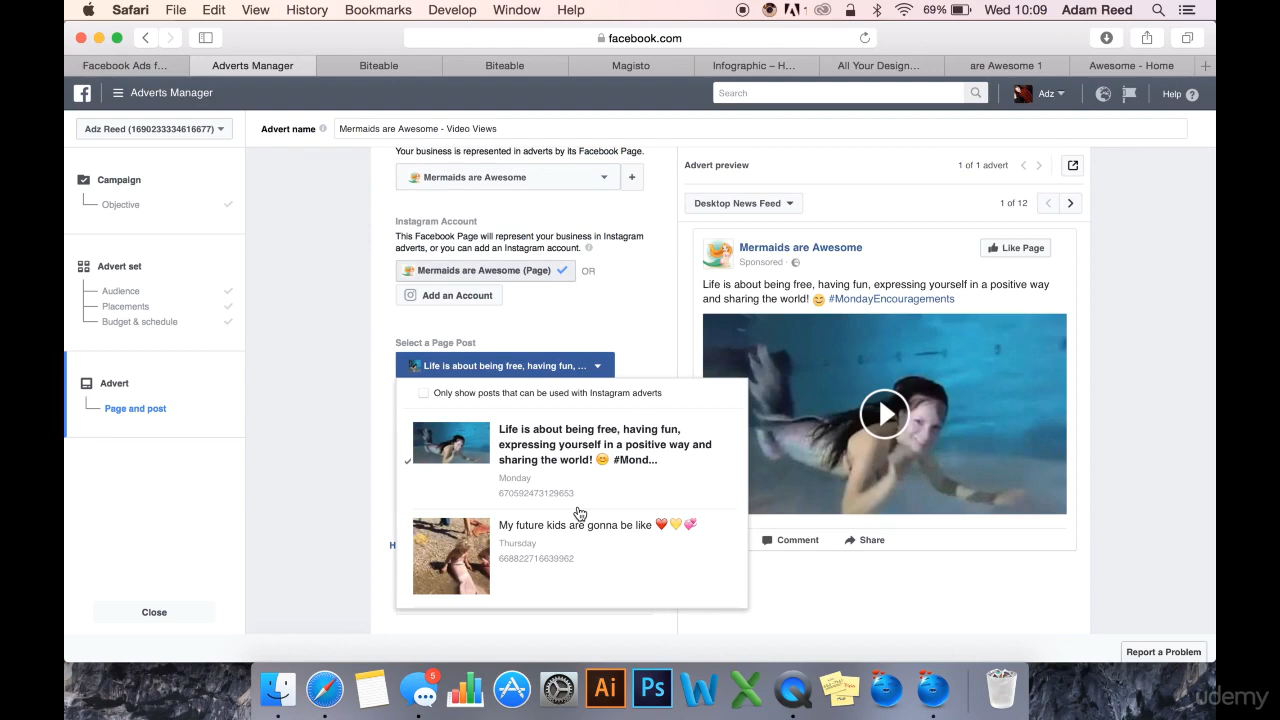 Safari File Edit View History Bookmarks Develop Window Help 69% Wed 10:09 Adam Reed
facebook.com
Facebook Ads f... Adverts Manager Biteable Biteable Magisto Infographic – H... All Your Design... are Awesome 1 Awesome - Home
Adverts Manager Search Adz Help
Adz Reed (1690233334616677) Advert name Mermaids are Awesome - Video Views
Campaign
Objective
Advert set
Audience
Placements
Budget & schedule
Advert
Page and post
Close
Your business is represented in adverts by its Facebook Page.
Mermaids are Awesome
Instagram Account
This Facebook Page will represent your business in Instagram
adverts, or you can add an Instagram account.
Mermaids are Awesome (Page) OR
Add an Account
Select a Page Post
Life is about being free, having fun, ...
Only show posts that can be used with Instagram adverts
Life is about being free, having fun,
expressing yourself in a positive way and
sharing the world! 😊 #Mond...
Monday
670592473129653
My future kids are gonna be like ❤️💛💞
Thursday
668822716639962
H
Advert preview 1 of 1 advert
Desktop News Feed 1 of 12
Mermaids are Awesome Like Page
Sponsored ·
Life is about being free, having fun, expressing yourself in a positive way
and sharing the world! 😊 #MondayEncouragements
Comment Share
Report a Problem
5
Ai Ps
udemy